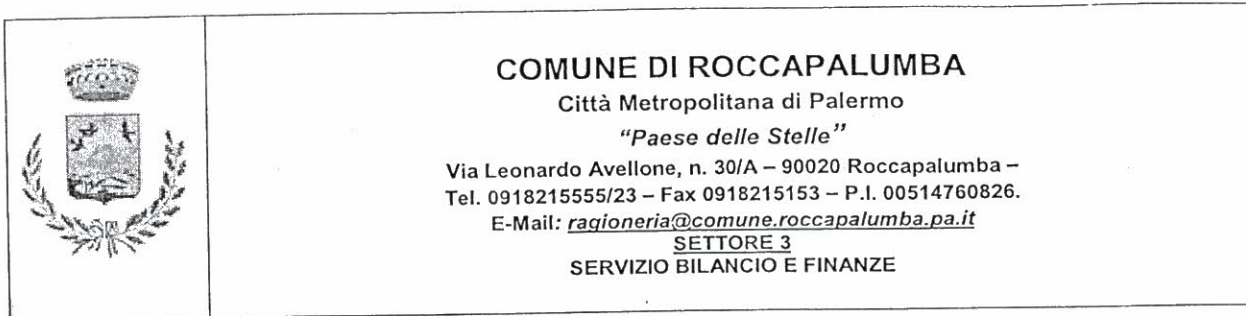 COMUNE DI ROCCAPALUMBA
Città Metropolitana di Palermo
“Paese delle Stelle”
Via Leonardo Avellone, n. 30/A – 90020 Roccapalumba –
Tel. 0918215555/23 – Fax 0918215153 – P.I. 00514760826.
E-Mail: ragioneria@comune.roccapalumba.pa.it
SETTORE 3
SERVIZIO BILANCIO E FINANZE